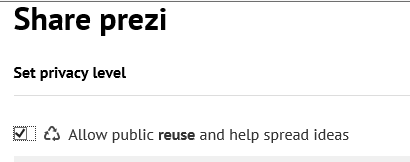 Share prezi
Set privacy level
Allow public reuse and help spread ideas